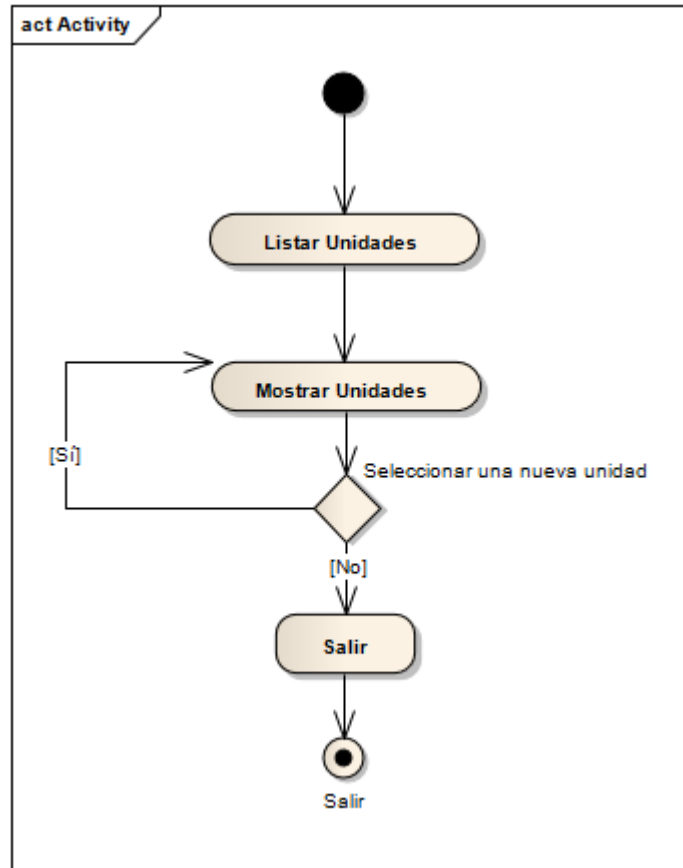 act Activity
Listar Unidades
Mostrar Unidades
[Sí]
Seleccionar una nueva unidad
[No]
Salir
Salir